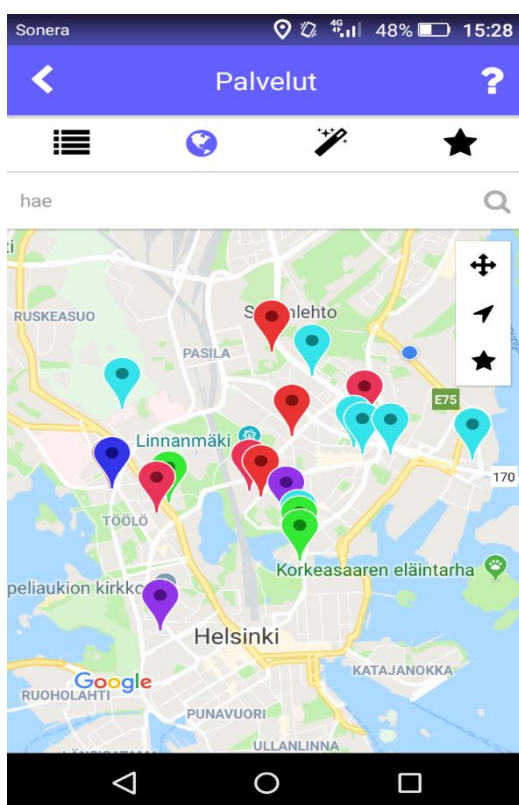 Sonera 4G 48% 15:28
Palvelut
?
hae
RUSKEASUO
PASILA
E75
Linnanmäki
170
TÖÖLÖ
Korkeasaaren eläintarha
peliaukion
Helsinki
Google
KATAJANOKKA
RUOHOLAHTI
PUNAVUORI
ULLANLINNA